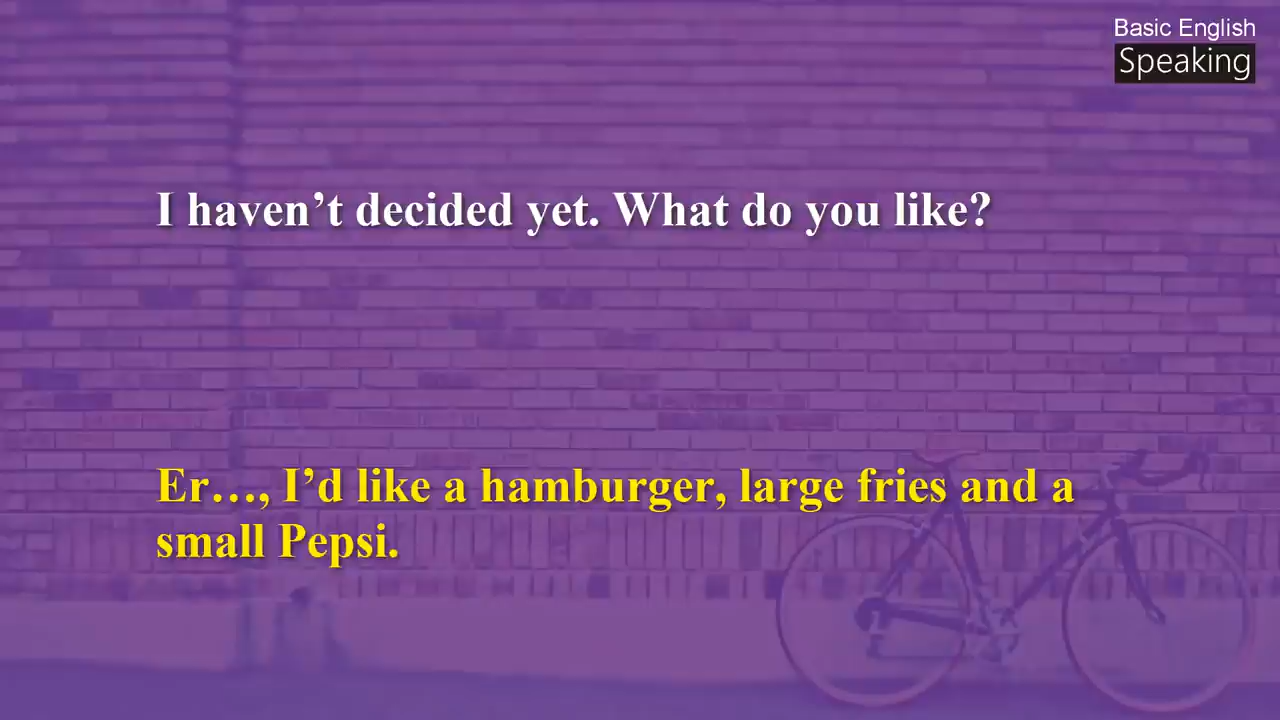 Basic English
Speaking
I haven’t decided yet. What do you like?
Er…, I’d like a hamburger, large fries and a
small Pepsi.